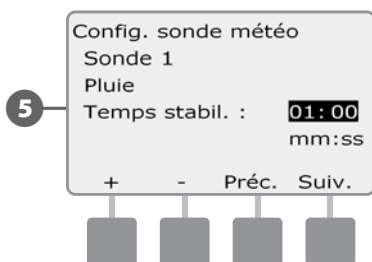 Config. sonde météo
Sonde 1
Pluie
5
Temps stabil. : 01:00
mm:ss
+ - Préc. Suiv.